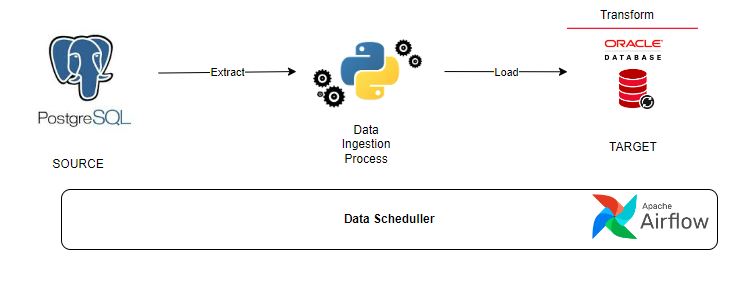 Transform
ORACLE
DATABASE
PostgreSQL
Extract
Load
Data
Ingestion
Process
SOURCE
TARGET
Data Scheduller
Apache
Airflow